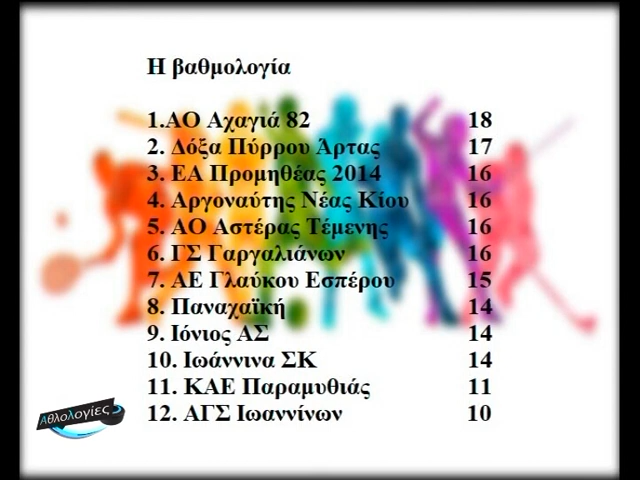 Η βαθμολογία
1.ΑΟ Αχαγιά 82 18
2. Δόξα Πύρρου Άρτας 17
3. ΕΑ Προμηθέας 2014 16
4. Αργοναύτης Νέας Κίου 16
5. ΑΟ Αστέρας Τέμενης 16
6. ΓΣ Γαργαλιάνων 16
7. ΑΕ Γλαύκου Εσπέρου 15
8. Παναχαϊκή 14
9. Ιόνιος ΑΣ 14
10. Ιωάννινα ΣΚ 14
11. ΚΑΕ Παραμυθιάς 11
12. ΑΓΣ Ιωαννίνων 10
Αθλολογίες